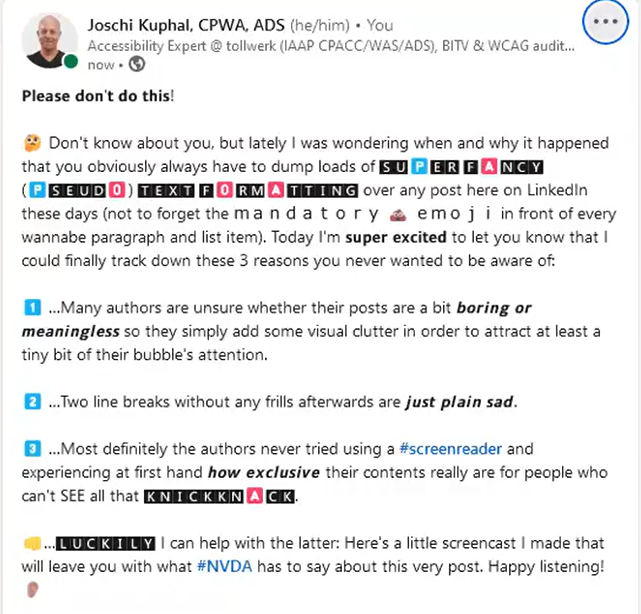 Joschi Kuphal, CPWA, ADS (he/him) • You
Accessibility Expert @ tollwerk (IAAP CPACC/WAS/ADS), BITV & WCAG audit...
now •
Please don't do this!
🤔 Don't know about you, but lately I was wondering when and why it happened
that you obviously always have to dump loads of 🆂🆄🅿🅴🆁 🅵🅰🅽🅲🆈
(🅿🆂🅴🆄🅳🅾) 🆃🅴🆇🆃 🅵🅾🆁🅼🅰🆃🆃🅸🅽🅶 over any post here on LinkedIn
these days (not to forget the m a n d a t o r y 💩 e m o j i in front of every
wannabe paragraph and list item). Today I'm super excited to let you know that I
could finally track down these 3 reasons you never wanted to be aware of:
1️⃣ ...Many authors are unsure whether their posts are a bit boring or
meaningless so they simply add some visual clutter in order to attract at least a
tiny bit of their bubble's attention.
2️⃣ ...Two line breaks without any frills afterwards are just plain sad.
3️⃣ ...Most definitely the authors never tried using a #screenreader and
experiencing at first hand how exclusive their contents really are for people who
can't SEE all that 🅺🅽🅸🅲🅺🅺🅽🅰🅲🅺.
👊...🅻🆄🅲🅺🅸🅻🆈 I can help with the latter: Here's a little screencast I made that
will leave you with what #NVDA has to say about this very post. Happy listening!
👂